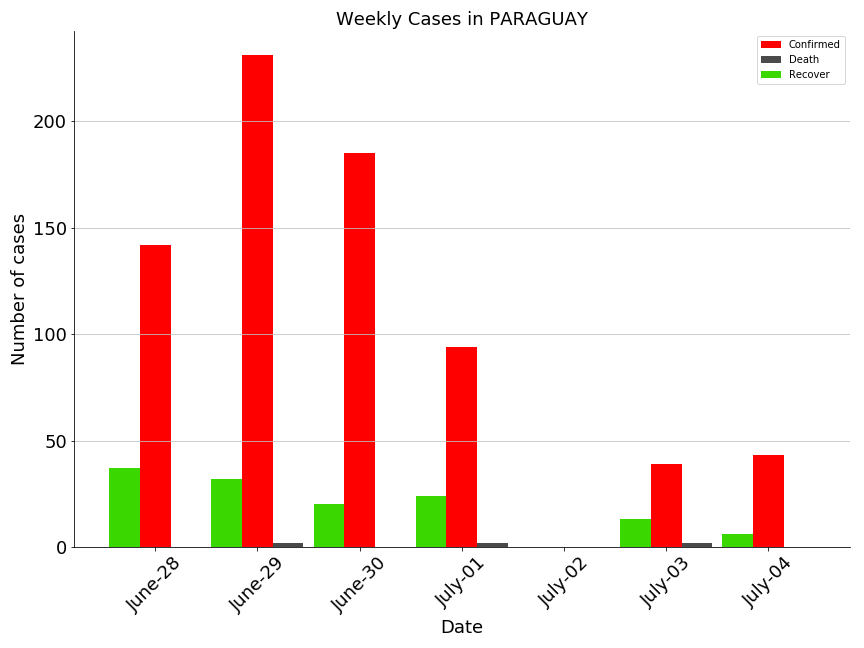 Weekly Cases in PARAGUAY
Confirmed
Death
Recover
Number of cases
200
150
100
50
0
June-28
June-29
June-30
July-01
July-02
July-03
July-04
Date